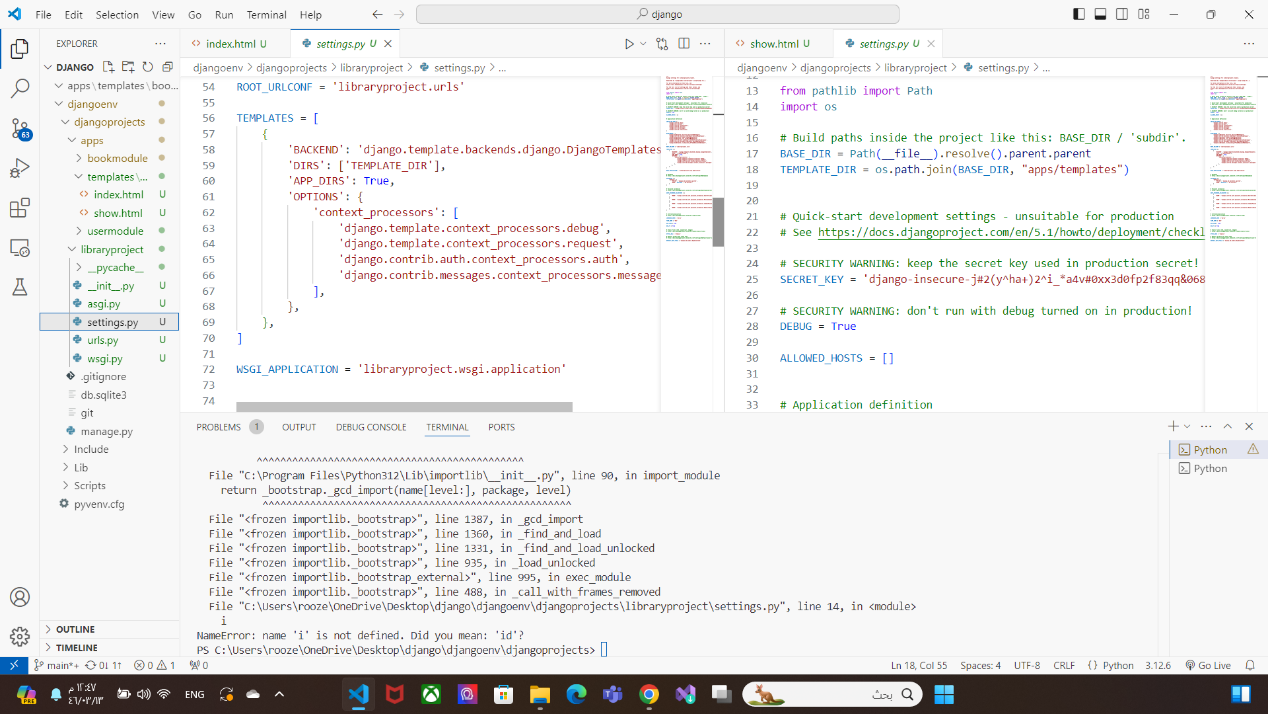 File Edit Selection View Go Run Terminal Help
django
EXPLORER
DJANGO
apps\templates\boo...
djangoenv
djangoprojects
apps
bookmodule
templates\...
index.html U
show.html U
usermodule
libraryproject
__pycache__
__init__.py U
asgi.py U
settings.py U
urls.py U
wsgi.py U
.gitignore
db.sqlite3
git
manage.py
Include
Lib
Scripts
pyvenv.cfg
OUTLINE
TIMELINE
63
index.html U
settings.py U
djangoenv > djangoprojects > libraryproject > settings.py > ...
54 ROOT_URLCONF = 'libraryproject.urls'
55
56 TEMPLATES = [
57 {
58 'BACKEND': 'django.template.backends.django.DjangoTemplates
59 'DIRS': ['TEMPLATE_DIR'],
60 'APP_DIRS': True,
61 'OPTIONS': {
62 'context_processors': [
63 'django.template.context_processors.debug',
64 'django.template.context_processors.request',
65 'django.contrib.auth.context_processors.auth',
66 'django.contrib.messages.context_processors.message
67 ],
68 },
69 },
70 ]
71
72 WSGI_APPLICATION = 'libraryproject.wsgi.application'
73
74
show.html U
settings.py U
djangoenv > djangoprojects > libraryproject > settings.py > ...
12
13 from pathlib import Path
14 import os
15
16 # Build paths inside the project like this: BASE_DIR / 'subdir'.
17 BASE_DIR = Path(__file__).resolve().parent.parent
18 TEMPLATE_DIR = os.path.join(BASE_DIR, "apps/templates")
19
20
21 # Quick-start development settings - unsuitable for production
22 # See https://docs.djangoproject.com/en/5.1/howto/deployment/checkl
23
24 # SECURITY WARNING: keep the secret key used in production secret!
25 SECRET_KEY = 'django-insecure-j#2(y^ha+)2^i_*a4v#0xx3d0fp2f83qq&068
26
27 # SECURITY WARNING: don't run with debug turned on in production!
28 DEBUG = True
29
30 ALLOWED_HOSTS = []
31
32
33 # Application definition
PROBLEMS 1 OUTPUT DEBUG CONSOLE TERMINAL PORTS
^^^^^^^^^^^^^^^^^^^^^^^^^^^^^^^^^^^^^^^^^^^^^
File "C:\Program Files\Python312\Lib\importlib\__init__.py", line 90, in import_module
return _bootstrap._gcd_import(name[level:], package, level)
^^^^^^^^^^^^^^^^^^^^^^^^^^^^^^^^^^^^^^^^^^^^^^^^^^^^
File "<frozen importlib._bootstrap>", line 1387, in _gcd_import
File "<frozen importlib._bootstrap>", line 1360, in _find_and_load
File "<frozen importlib._bootstrap>", line 1331, in _find_and_load_unlocked
File "<frozen importlib._bootstrap>", line 935, in _load_unlocked
File "<frozen importlib._bootstrap_external>", line 995, in exec_module
File "<frozen importlib._bootstrap>", line 488, in _call_with_frames_removed
File "C:\Users\rooze\OneDrive\Desktop\django\djangoenv\djangoprojects\libraryproject\settings.py", line 14, in <module>
i
NameError: name 'i' is not defined. Did you mean: 'id'?
PS C:\Users\rooze\OneDrive\Desktop\django\djangoenv\djangoprojects>
Python
Python
main*+ 0↓ 1↑ 0 1 0
Ln 18, Col 55 Spaces: 4 UTF-8 CRLF {} Python 3.12.6 Go Live
PRE
ENG
بحث